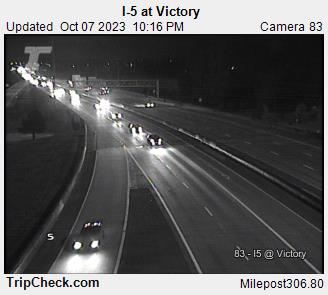 I-5 at Victory
Updated Oct 07 2023 10:16 PM Camera 83
S
83 - I5 @ Victory
TripCheck.com Milepost306.80